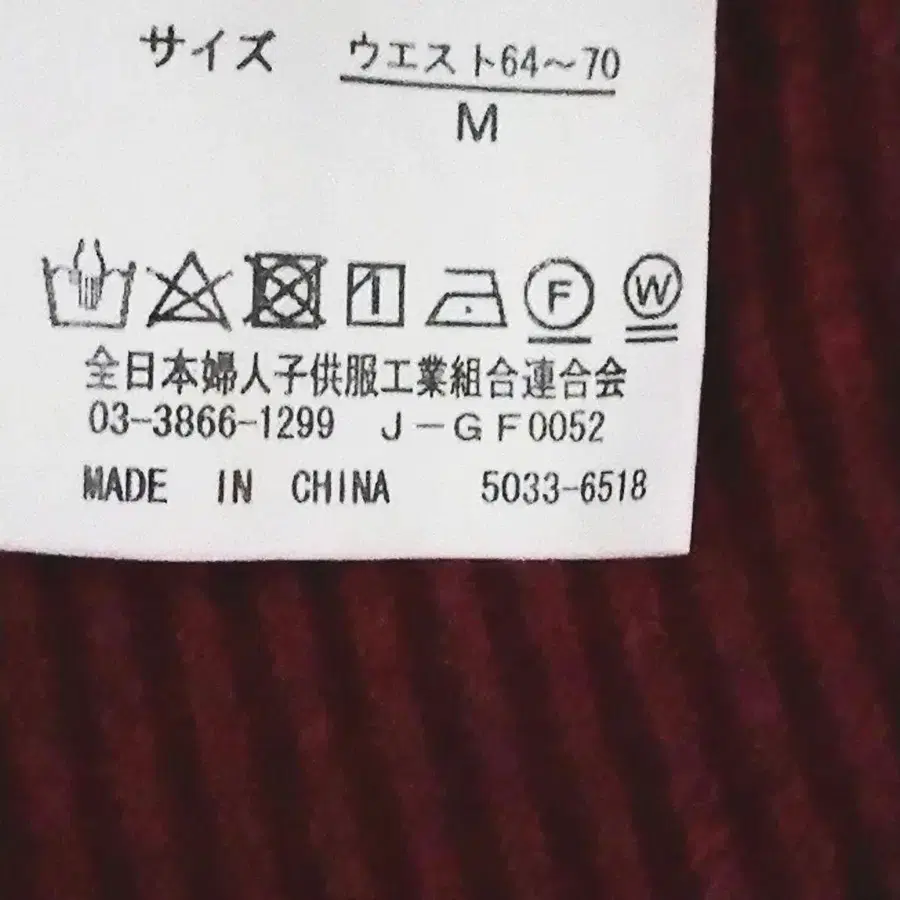 サイズ ウエスト64～70
M
F W
全日本婦人子供服工業組合連合会
03-3866-1299 J－GF0052
MADE IN CHINA 5033-6518